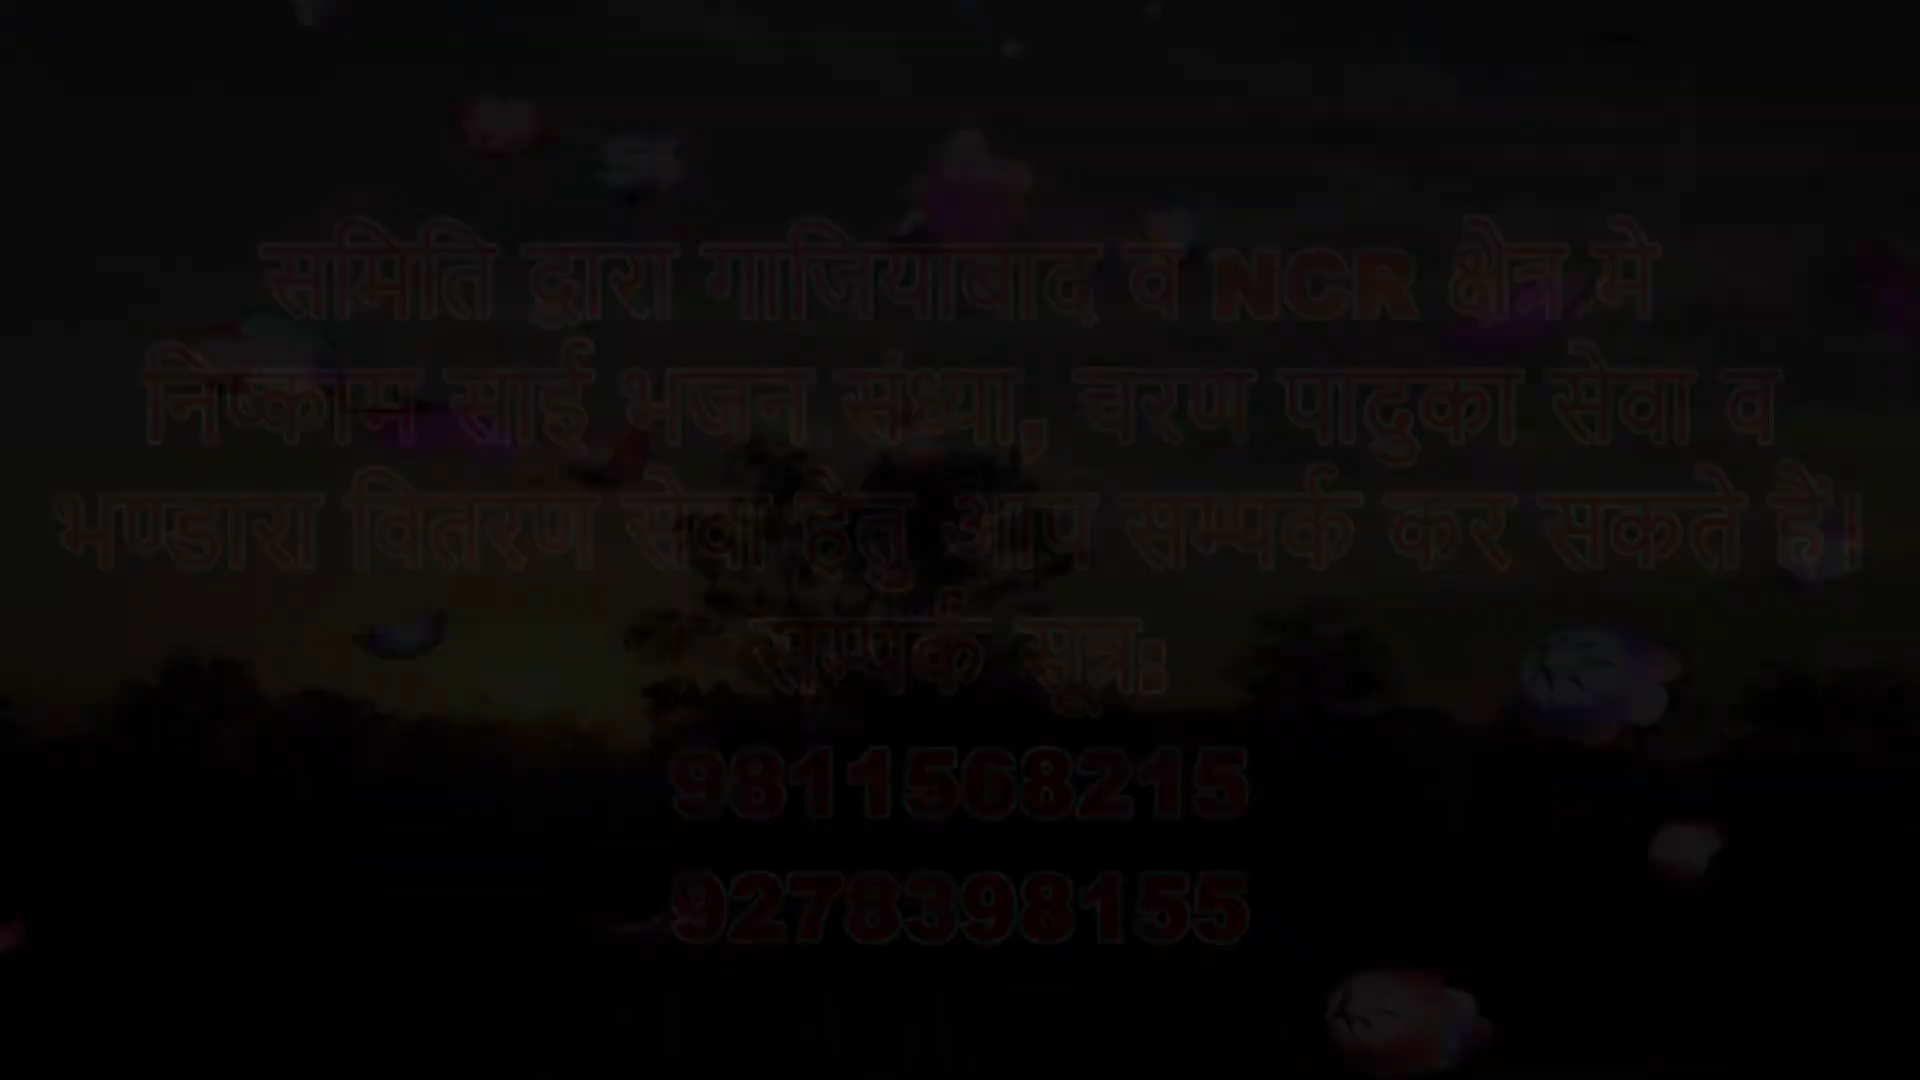 समिति द्वारा गाजियाबाद व NCR क्षेत्र मे
निष्काम साई भजन संध्या, चरण पादुका सेवा व
भण्डारा वितरण सेवा हेतु आप सम्पर्क कर सकते हैं।
सम्पर्क सूत्र:
9811568215
9278398155